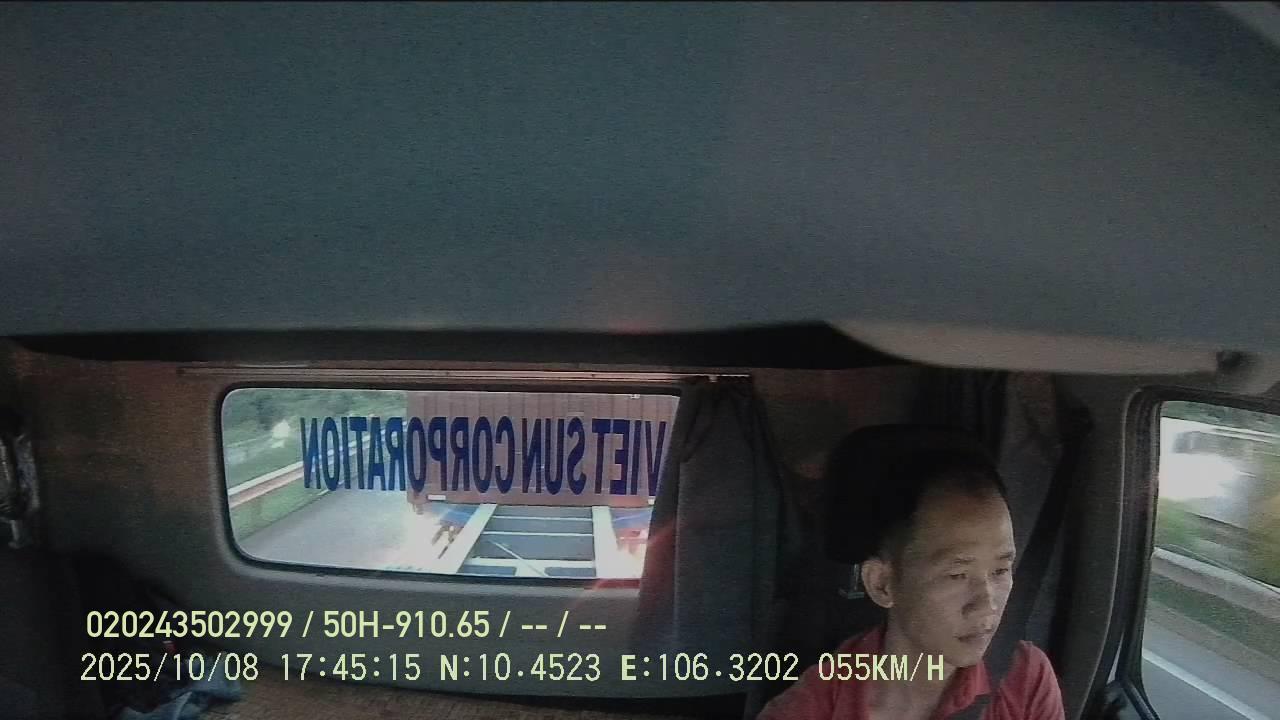 VIET SUN CORPORATION
020243502999 / 50H-910.65 / -- / --
2025/10/08 17:45:15 N:10.4523 E:106.3202 055KM/H